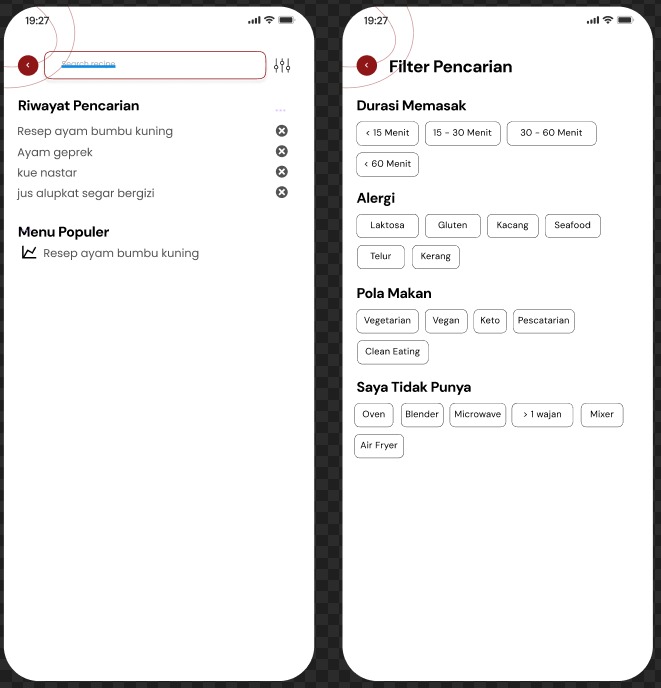 19:27
Search recipe
Riwayat Pencarian
...
Resep ayam bumbu kuning
Ayam geprek
kue nastar
jus alupkat segar bergizi
Menu Populer
Resep ayam bumbu kuning
19:27
Filter Pencarian
Durasi Memasak
< 15 Menit
15 - 30 Menit
30 - 60 Menit
< 60 Menit
Alergi
Laktosa
Gluten
Kacang
Seafood
Telur
Kerang
Pola Makan
Vegetarian
Vegan
Keto
Pescatarian
Clean Eating
Saya Tidak Punya
Oven
Blender
Microwave
> 1 wajan
Mixer
Air Fryer